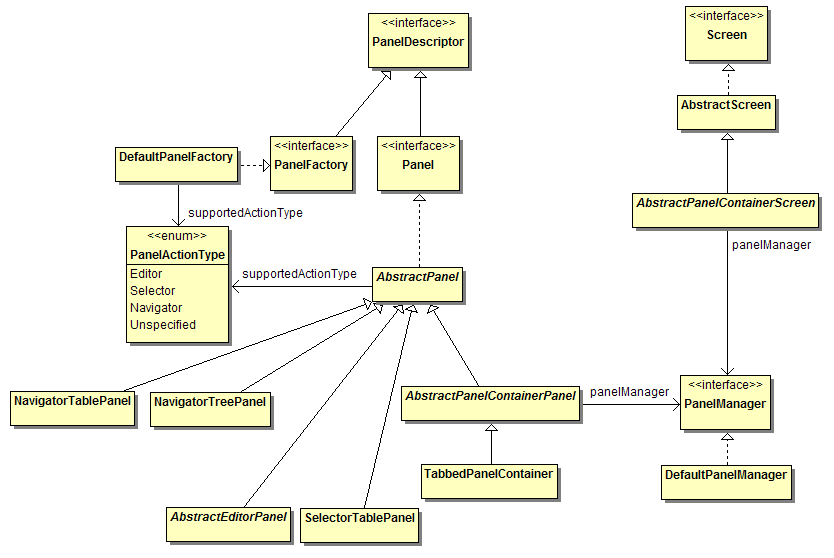 <<interface>>
PanelDescriptor
<<interface>>
Screen
AbstractScreen
DefaultPanelFactory
<<interface>>
PanelFactory
<<interface>>
Panel
AbstractPanelContainerScreen
supportedActionType
<<enum>>
PanelActionType
Editor
Selector
Navigator
Unspecified
supportedActionType
AbstractPanel
panelManager
NavigatorTablePanel
NavigatorTreePanel
AbstractPanelContainerPanel
panelManager
<<interface>>
PanelManager
TabbedPanelContainer
DefaultPanelManager
AbstractEditorPanel
SelectorTablePanel